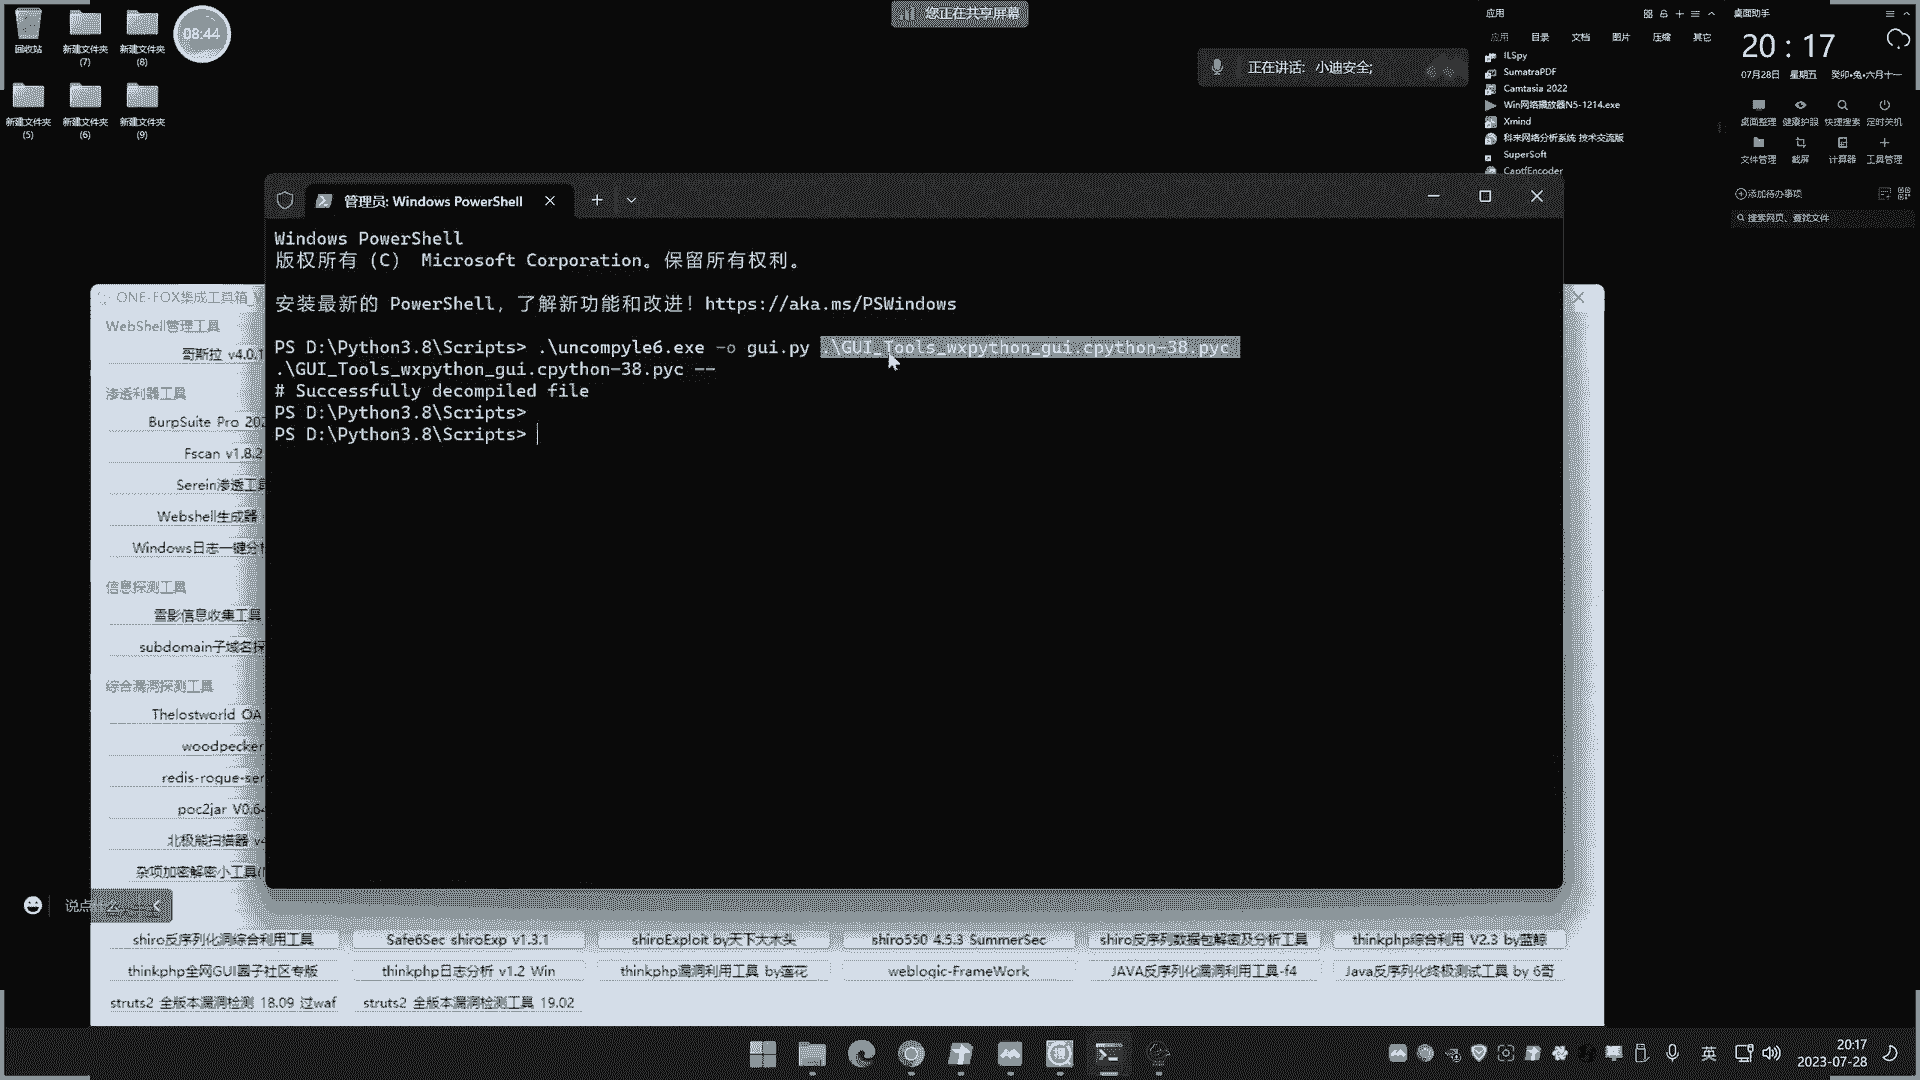 您正在共享屏幕
回收站
新建文件夹 (7)
新建文件夹 (8)
08:44
新建文件夹 (5)
新建文件夹 (6)
新建文件夹 (9)
正在讲话: 小迪安全;
应用
应用 目录 文档 图片 压缩 其它
ILSpy
SumatraPDF
Camtasia 2022
Win网络播放器N5-1214.exe
Xmind
科来网络分析系统 技术交流版
SuperSoft
CaptfEncoder
桌面助手
20 : 17
07月28日 星期五 癸卯•兔•六月十一
桌面整理 健康护眼 快捷搜索 定时关机
文件管理 截屏 计算器 工具管理
添加待办事项
搜索网页、查找文件
管理员: Windows PowerShell
Windows PowerShell
版权所有 (C) Microsoft Corporation。保留所有权利。
安装最新的 PowerShell，了解新功能和改进！https://aka.ms/PSWindows
PS D:\Python3.8\Scripts> .\uncompyle6.exe -o gui.py .\GUI_Tools_wxpython_gui.cpython-38.pyc
.\GUI_Tools_wxpython_gui.cpython-38.pyc --
# Successfully decompiled file
PS D:\Python3.8\Scripts>
PS D:\Python3.8\Scripts>
ONE-FOX集成工具箱_V
WebShell管理工具
哥斯拉 v4.0.1
渗透利器工具
BurpSuite Pro 202
Fscan v1.8.2
Serein渗透工具
Webshell生成器
Windows日志一键分析
信息探测工具
雪影信息收集工具
subdomain子域名探
综合漏洞探测工具
Thelostworld OA
woodpecker
redis-rogue-ser
poc2jar V0.64
北极熊扫描器 v4
杂项加密解密小工具(
说点什么...
shiro反序列化洞综合利用工具 Safe6Sec shiroExp v1.3.1 shiroExploit by天下大木头 shiro550 4.5.3 SummerSec shiro反序列数据包解密及分析工具 thinkphp综合利用 V2.3 by蓝鲸
thinkphp全网GUI圈子社区专版 thinkphp日志分析 v1.2 Win thinkphp漏洞利用工具 by莲花 weblogic-FrameWork JAVA反序列化漏洞利用工具-f4 Java反序列化终极测试工具 by 6哥
struts2 全版本漏洞检测 18.09 过waf struts2 全版本漏洞检测工具 19.02
英
20:17
2023-07-28